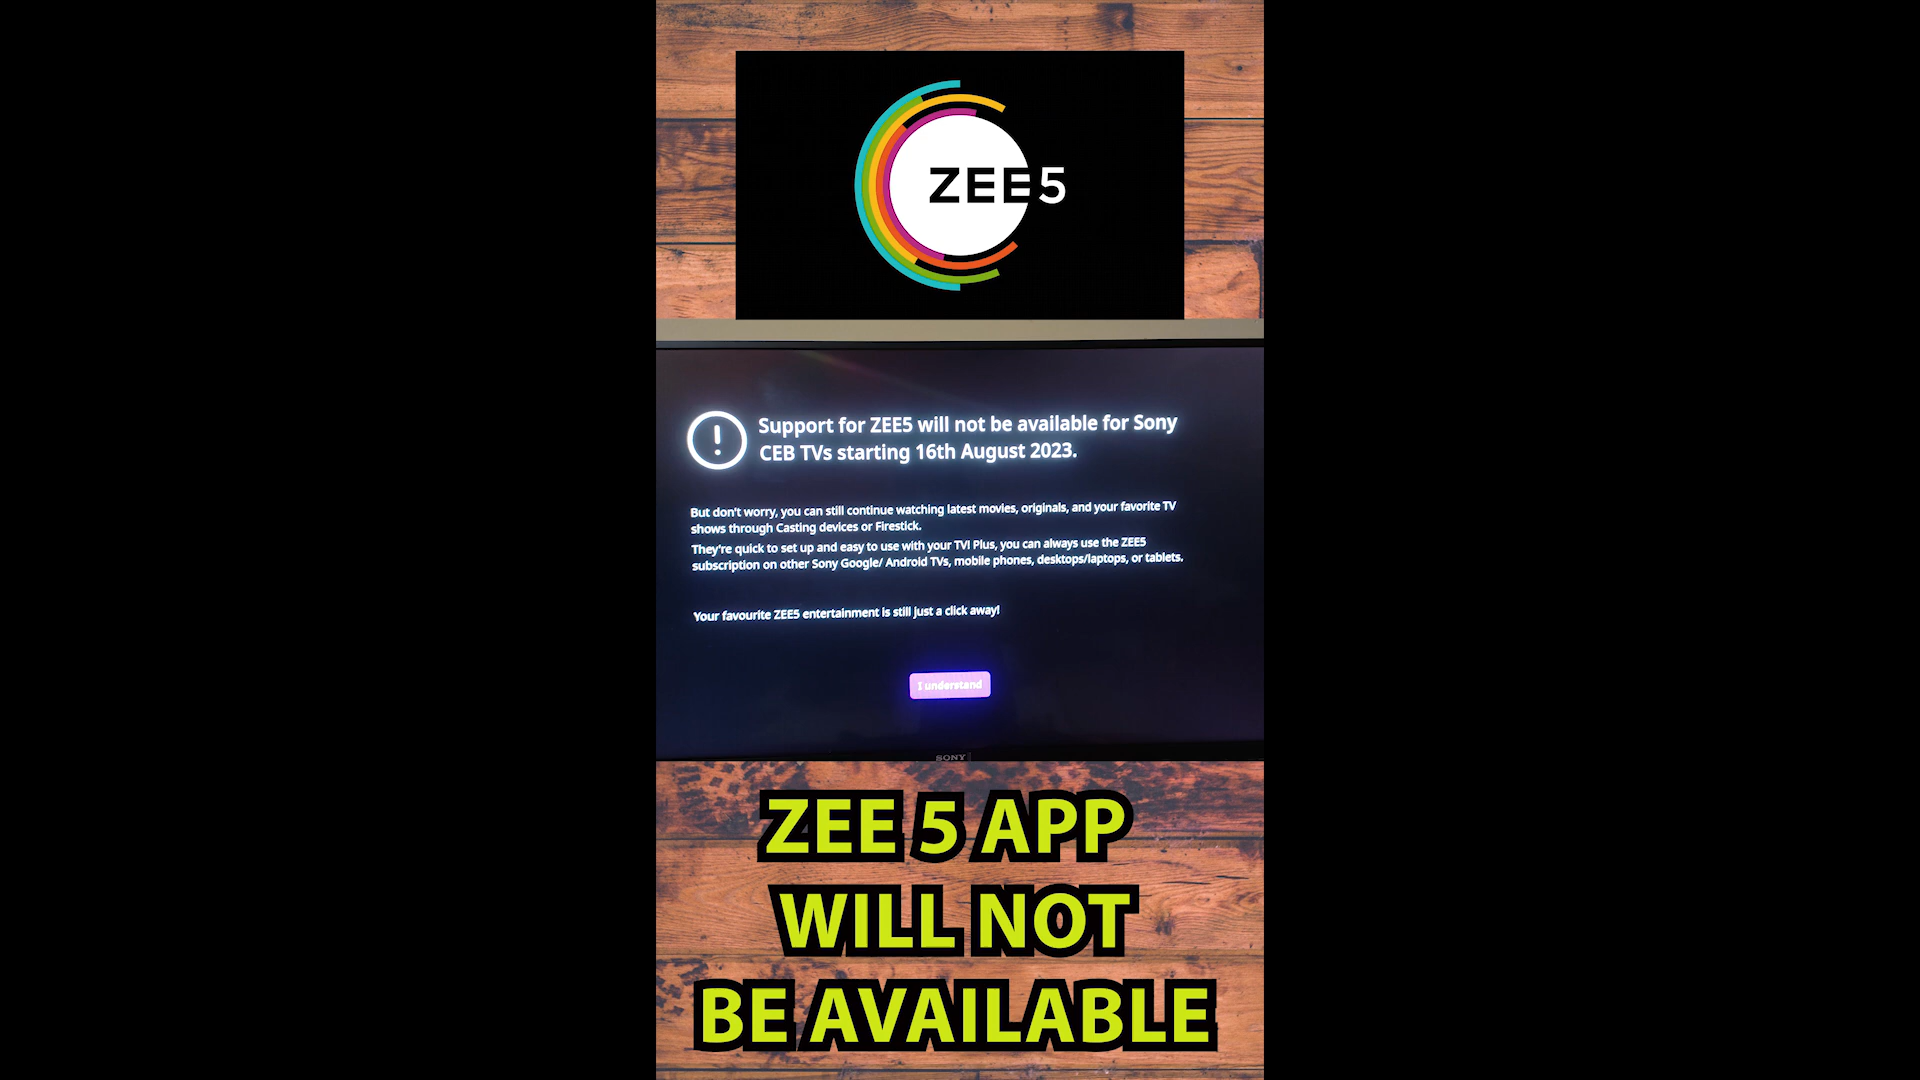 ZEE5
Support for ZEE5 will not be available for Sony
CEB TVs starting 16th August 2023.
But don't worry, you can still continue watching latest movies, originals, and your favorite TV
shows through Casting devices or Firestick.
They're quick to set up and easy to use with your TV! Plus, you can always use the ZEE5
subscription on other Sony Google/ Android TVs, mobile phones, desktops/laptops, or tablets.
Your favourite ZEE5 entertainment is still just a click away!
I understand
SONY
ZEE 5 APP
WILL NOT
BE AVAILABLE